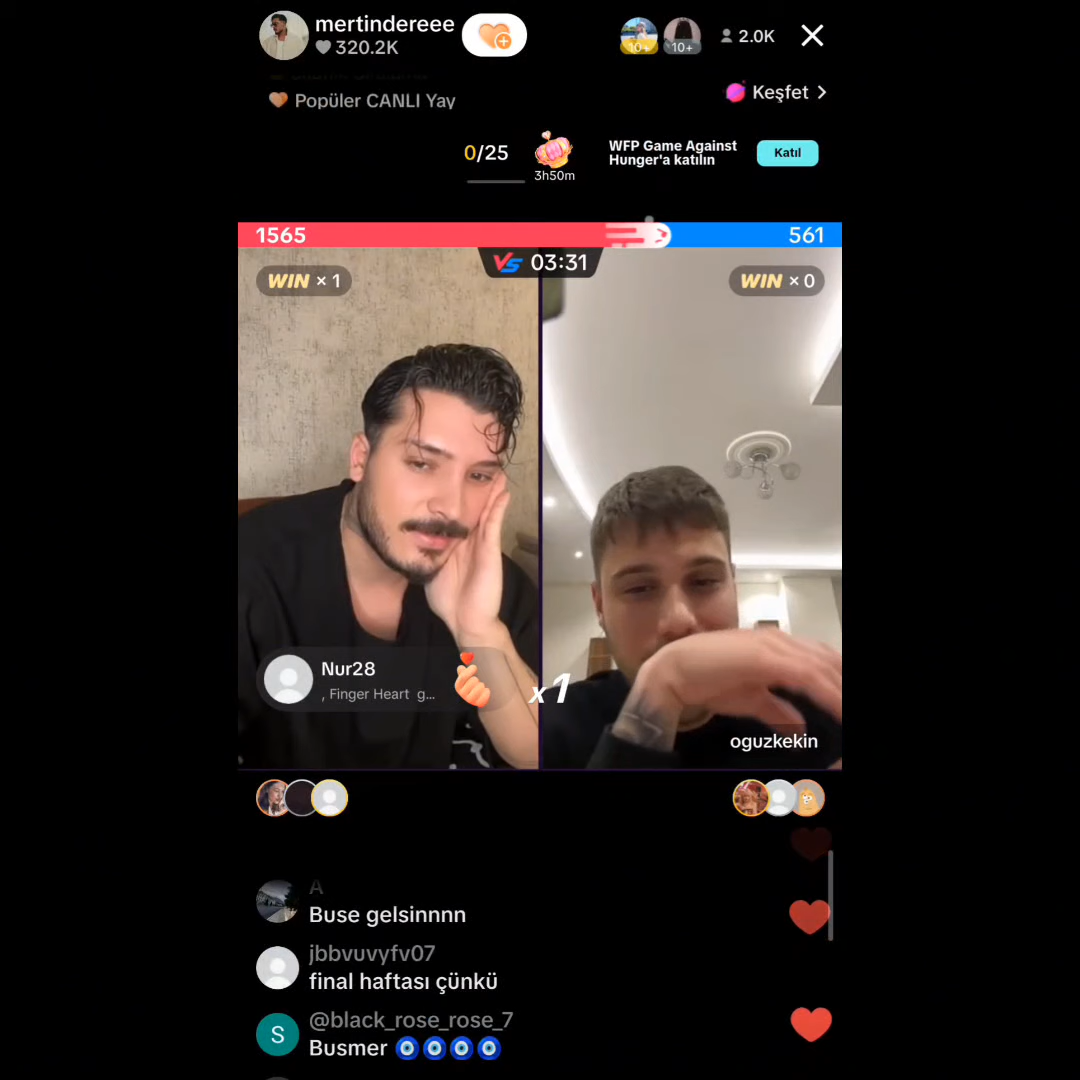 mertindereee
320.2K
10+
10+
2.0K
Popüler CANLI Yay
Keşfet
0/25
3h50m
WFP Game Against
Hunger'a katılın
Katıl
1565
561
VS 03:31
WIN × 1
WIN × 0
Nur28
, Finger Heart g...
x 1
oguzkekin
A
Buse gelsinnnn
jbbvuvyfv07
final haftası çünkü
S
@black_rose_rose_7
Busmer 🧿🧿🧿🧿